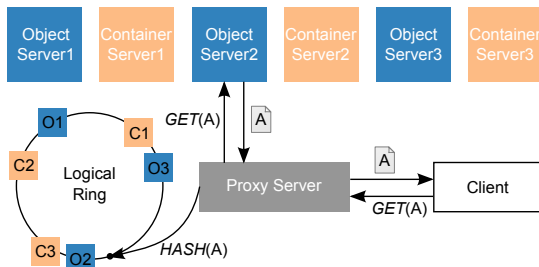 Object
Server1
Container
Server1
Object
Server2
Container
Server2
Object
Server3
Container
Server3
GET(A)
A
O1
C1
C2
O3
Logical
Ring
C3
O2
HASH(A)
Proxy Server
A
GET(A)
Client